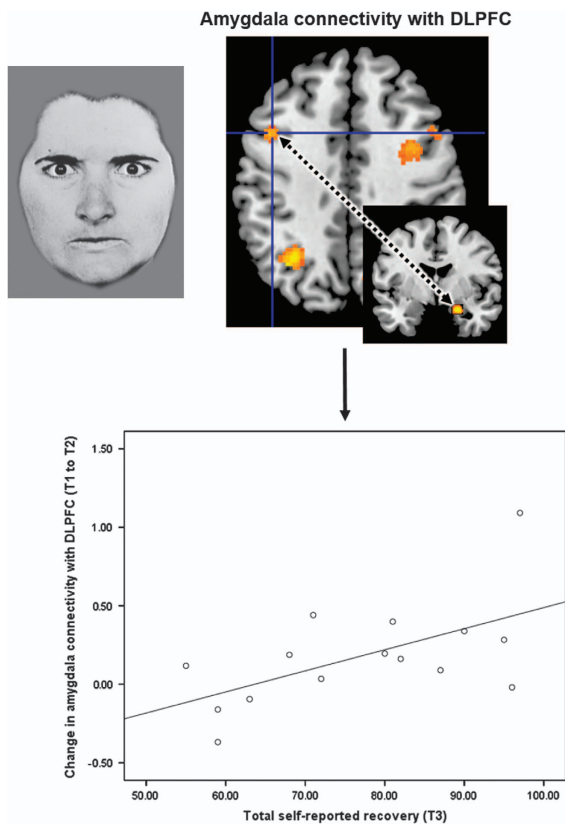 Amygdala connectivity with DLPFC
Change in amygdala connectivity with DLPFC (T1 to T2)
1.50
1.00
0.50
0.00
-0.50
50.00 60.00 70.00 80.00 90.00 100.00
Total self-reported recovery (T3)